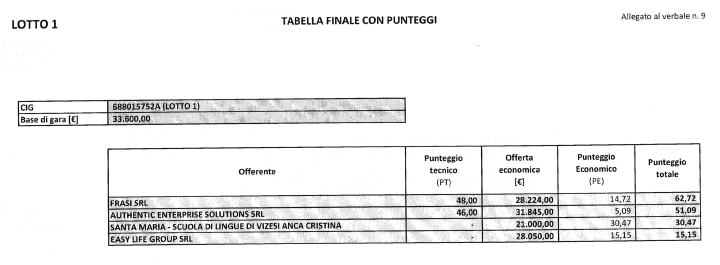 LOTTO 1
TABELLA FINALE CON PUNTEGGI
Allegato al verbale n. 9
CIG 688015752A (LOTTO 1)
Base di gara [€] 33.600,00
Offerente Punteggio tecnico (PT) Offerta economica [€] Punteggio Economico (PE) Punteggio totale
FRASI SRL 48,00 28.224,00 14,72 62,72
AUTHENTIC ENTERPRISE SOLUTIONS SRL 46,00 31.845,00 5,09 51,09
SANTA MARIA - SCUOLA DI LINGUE DI VIZESI ANCA CRISTINA - 21.000,00 30,47 30,47
EASY LIFE GROUP SRL - 28.050,00 15,15 15,15